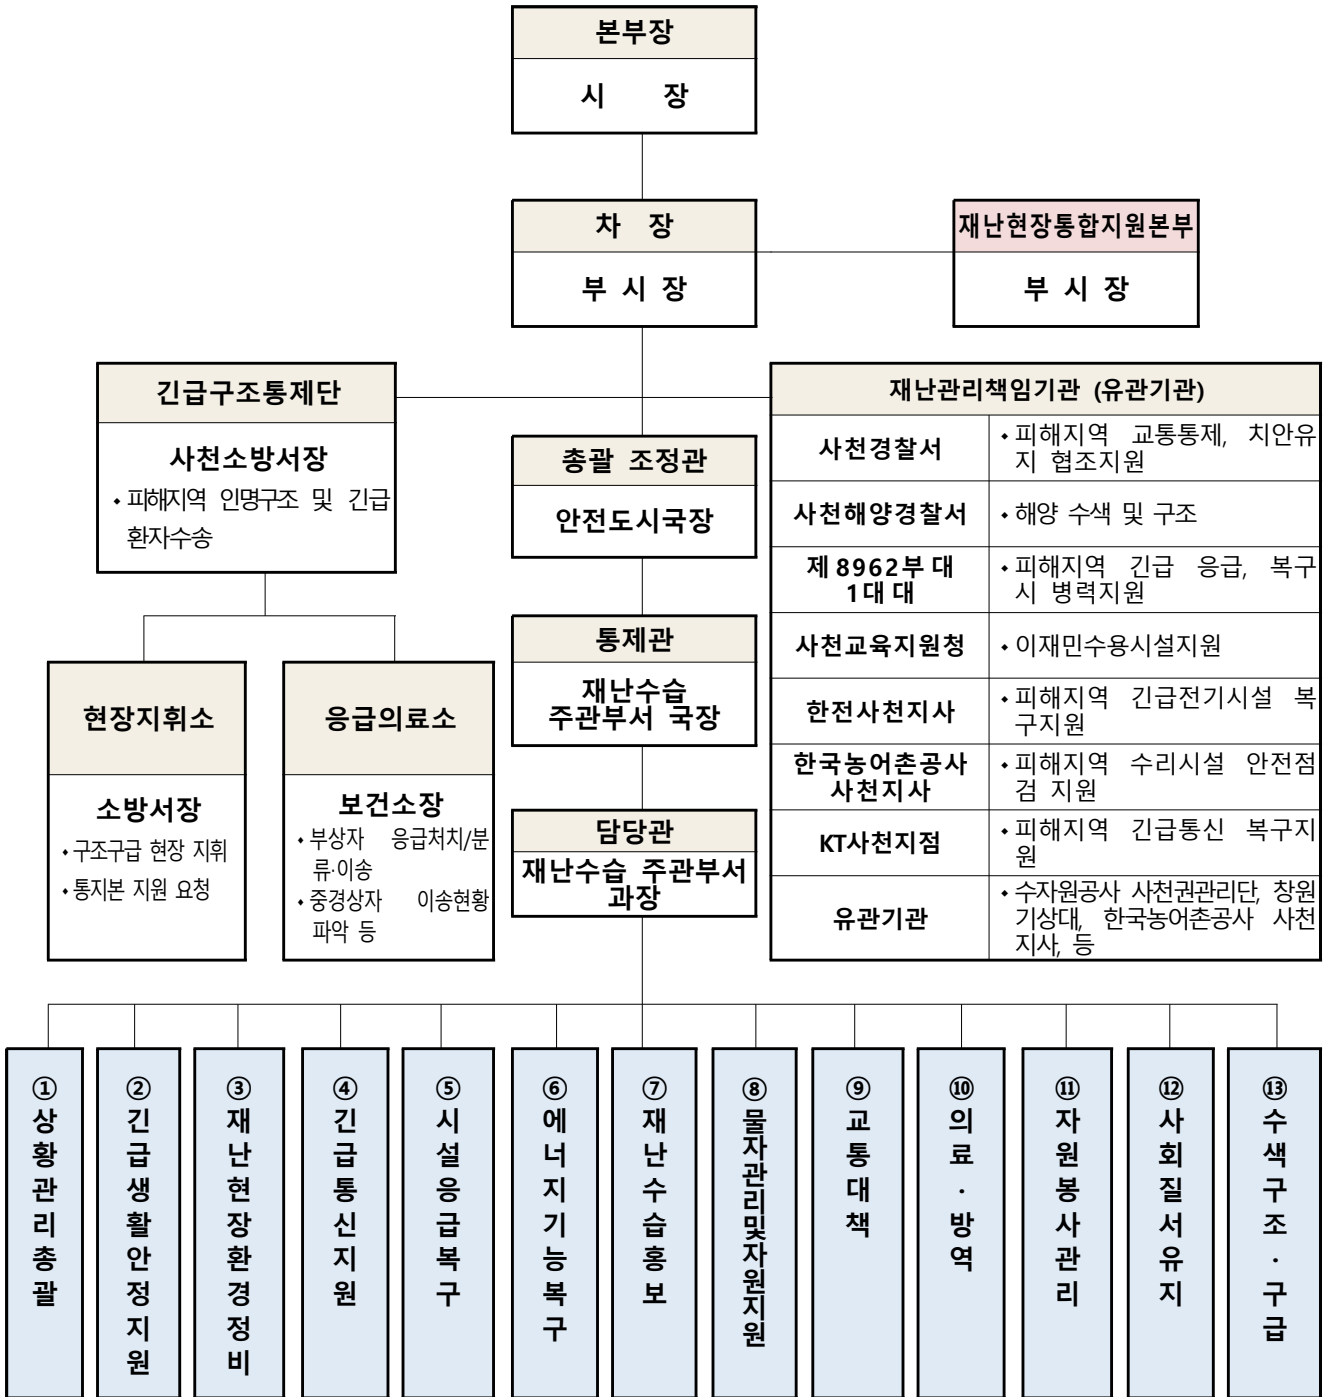 본부장
시 장
차 장
부 시 장
재난현장통합지원본부
부 시 장
긴급구조통제단
사천소방서장
⬩피해지역 인명구조 및 긴급
환자수송
총괄 조정관
안전도시국장
통제관
재난수습
주관부서 국장
담당관
재난수습 주관부서
과장
현장지휘소
소방서장
⬩구조구급 현장 지휘
⬩통지본 지원 요청
응급의료소
보건소장
⬩부상자 응급처치/분
류·이송
⬩중경상자 이송현황
파악 등
재난관리책임기관 (유관기관)
사천경찰서
⬩피해지역 교통통제, 치안유
지 협조지원
사천해양경찰서
⬩해양 수색 및 구조
제 8962부 대
1대 대
⬩피해지역 긴급 응급, 복구
시 병력지원
사천교육지원청
⬩이재민수용시설지원
한전사천지사
⬩피해지역 긴급전기시설 복
구지원
한국농어촌공사
사천지사
⬩피해지역 수리시설 안전점
검 지원
KT사천지점
⬩피해지역 긴급통신 복구지
원
유관기관
⬩수자원공사 사천권관리단, 창원
기상대, 한국농어촌공사 사천
지사, 등
①상황관리총괄
②긴급생활안정지원
③재난현장환경정비
④긴급통신지원
⑤시설응급복구
⑥에너지기능복구
⑦재난수습홍보
⑧물자관리및자원지원
⑨교통대책
⑩의료·방역
⑪자원봉사관리
⑫사회질서유지
⑬수색구조·구급